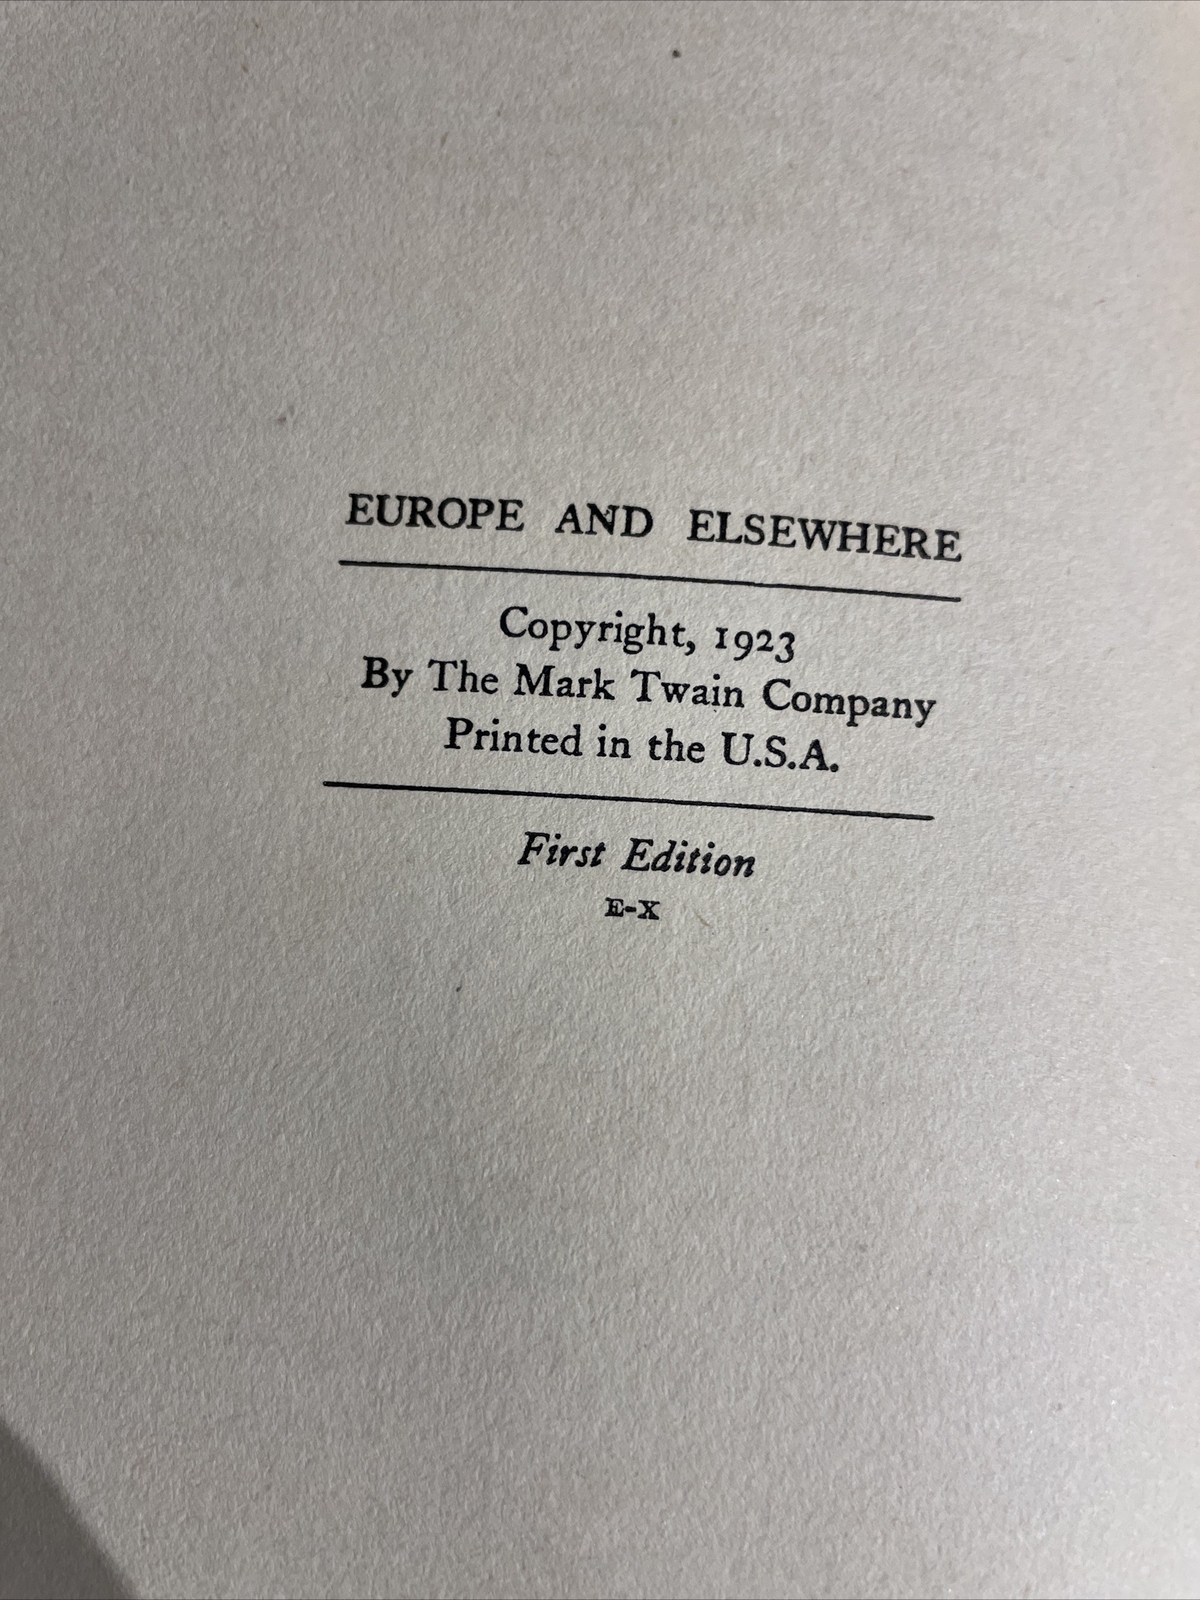 EUROPE AND ELSEWHERE
Copyright, 1923
By The Mark Twain Company
Printed in the U.S.A.
First Edition
E-X